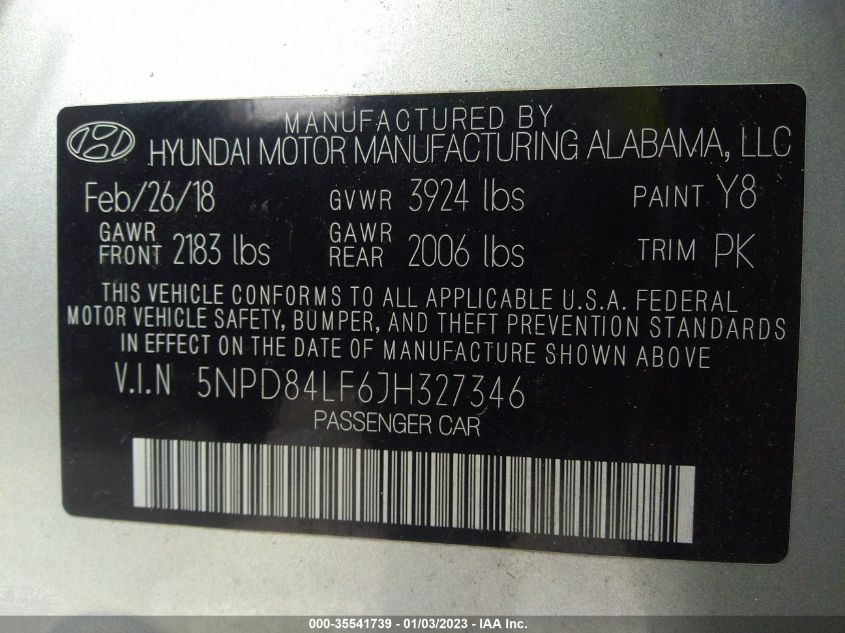 MANUFACTURED BY
HYUNDAI MOTOR MANUFACTURING ALABAMA, LLC
Feb/26/18 GVWR 3924 lbs PAINT Y8
GAWR FRONT 2183 lbs GAWR REAR 2006 lbs TRIM PK
THIS VEHICLE CONFORMS TO ALL APPLICABLE U.S.A. FEDERAL
MOTOR VEHICLE SAFETY, BUMPER, AND THEFT PREVENTION STANDARDS
IN EFFECT ON THE DATE OF MANUFACTURE SHOWN ABOVE
V.I.N 5NPD84LF6JH327346
PASSENGER CAR
000-35541739 - 01/03/2023 - IAA Inc.